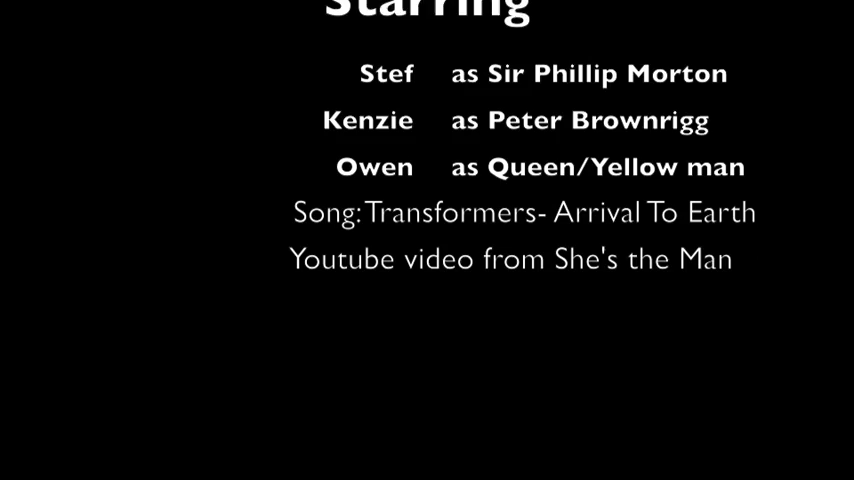 Starring
Stef as Sir Phillip Morton
Kenzie as Peter Brownrigg
Owen as Queen/Yellow man
Song:Transformers- Arrival To Earth
Youtube video from She's the Man